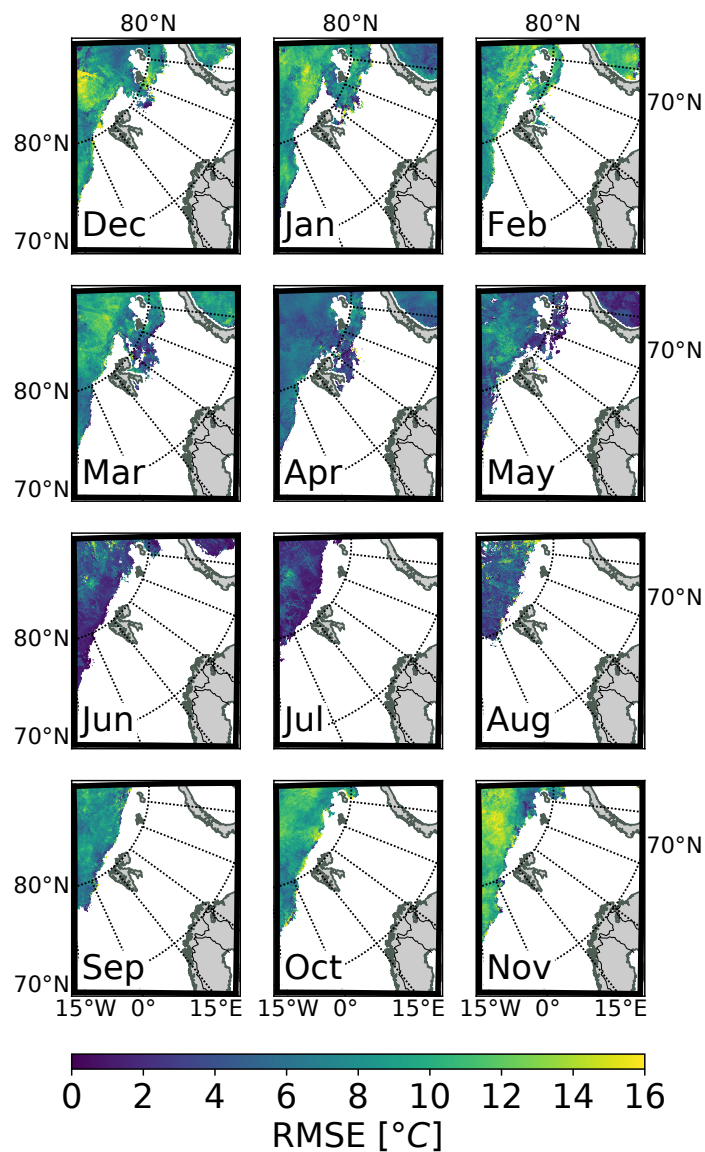 80°N 80°N 80°N
Dec Jan Feb
70°N
80°N
70°N
Mar Apr May
70°N
80°N
70°N
Jun Jul Aug
70°N
80°N
70°N
Sep Oct Nov
70°N
80°N
70°N
15°W 0° 15°E 15°W 0° 15°E 15°W 0° 15°E
0 2 4 6 8 10 12 14 16
RMSE [°C]